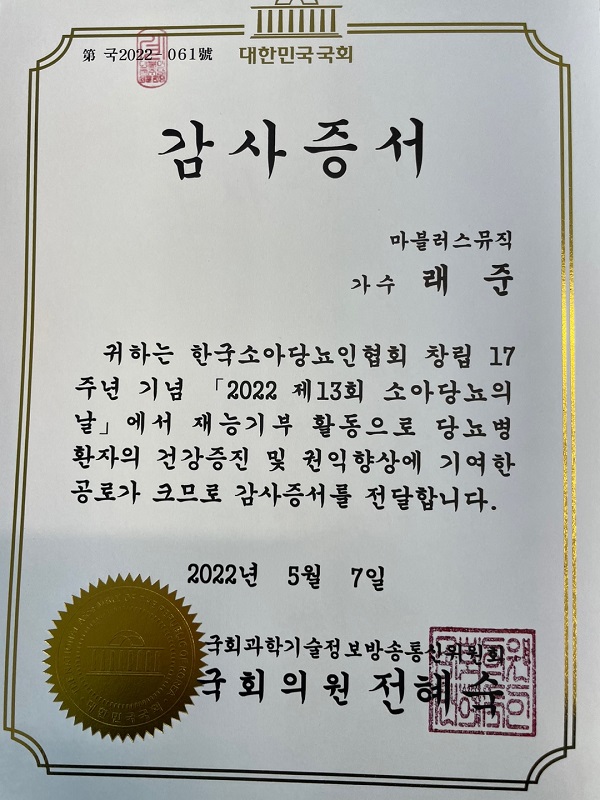 제 국2022-061號
대한민국국회
감사증서
마블러스뮤직
가수 래 준
귀하는 한국소아당뇨인협회 창립 17
주년 기념 「2022 제13회 소아당뇨의
날」에서 재능기부 활동으로 당뇨병
환자의 건강증진 및 권익향상에 기여한
공로가 크므로 감사증서를 전달합니다.
2022년 5월 7일
국회과학기술정보방송통신위원회
국회의원 전혜숙
대한민국국회